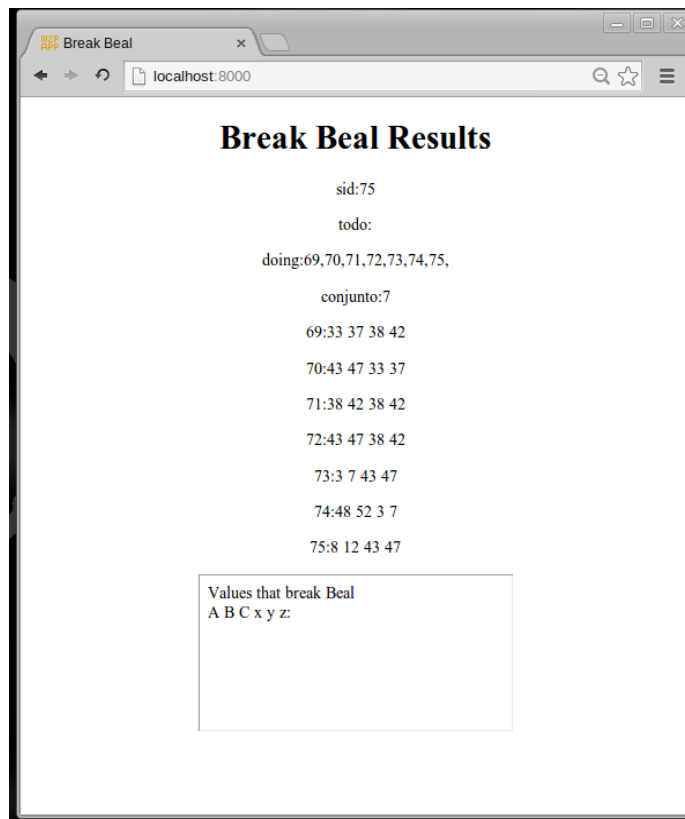 W2P
APP
Break Beal
localhost:8000
Break Beal Results
sid:75
todo:
doing:69,70,71,72,73,74,75,
conjunto:7
69:33 37 38 42
70:43 47 33 37
71:38 42 38 42
72:43 47 38 42
73:3 7 43 47
74:48 52 3 7
75:8 12 43 47
Values that break Beal
A B C x y z: